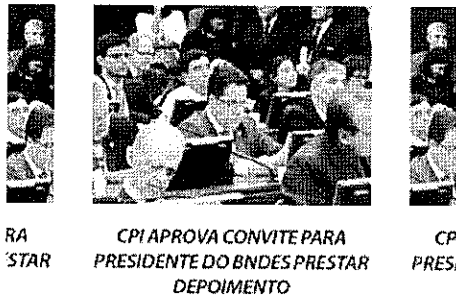 RA
STAR
CPI APROVA CONVITE PARA
PRESIDENTE DO BNDES PRESTAR
DEPOIMENTO
CP
PRESI